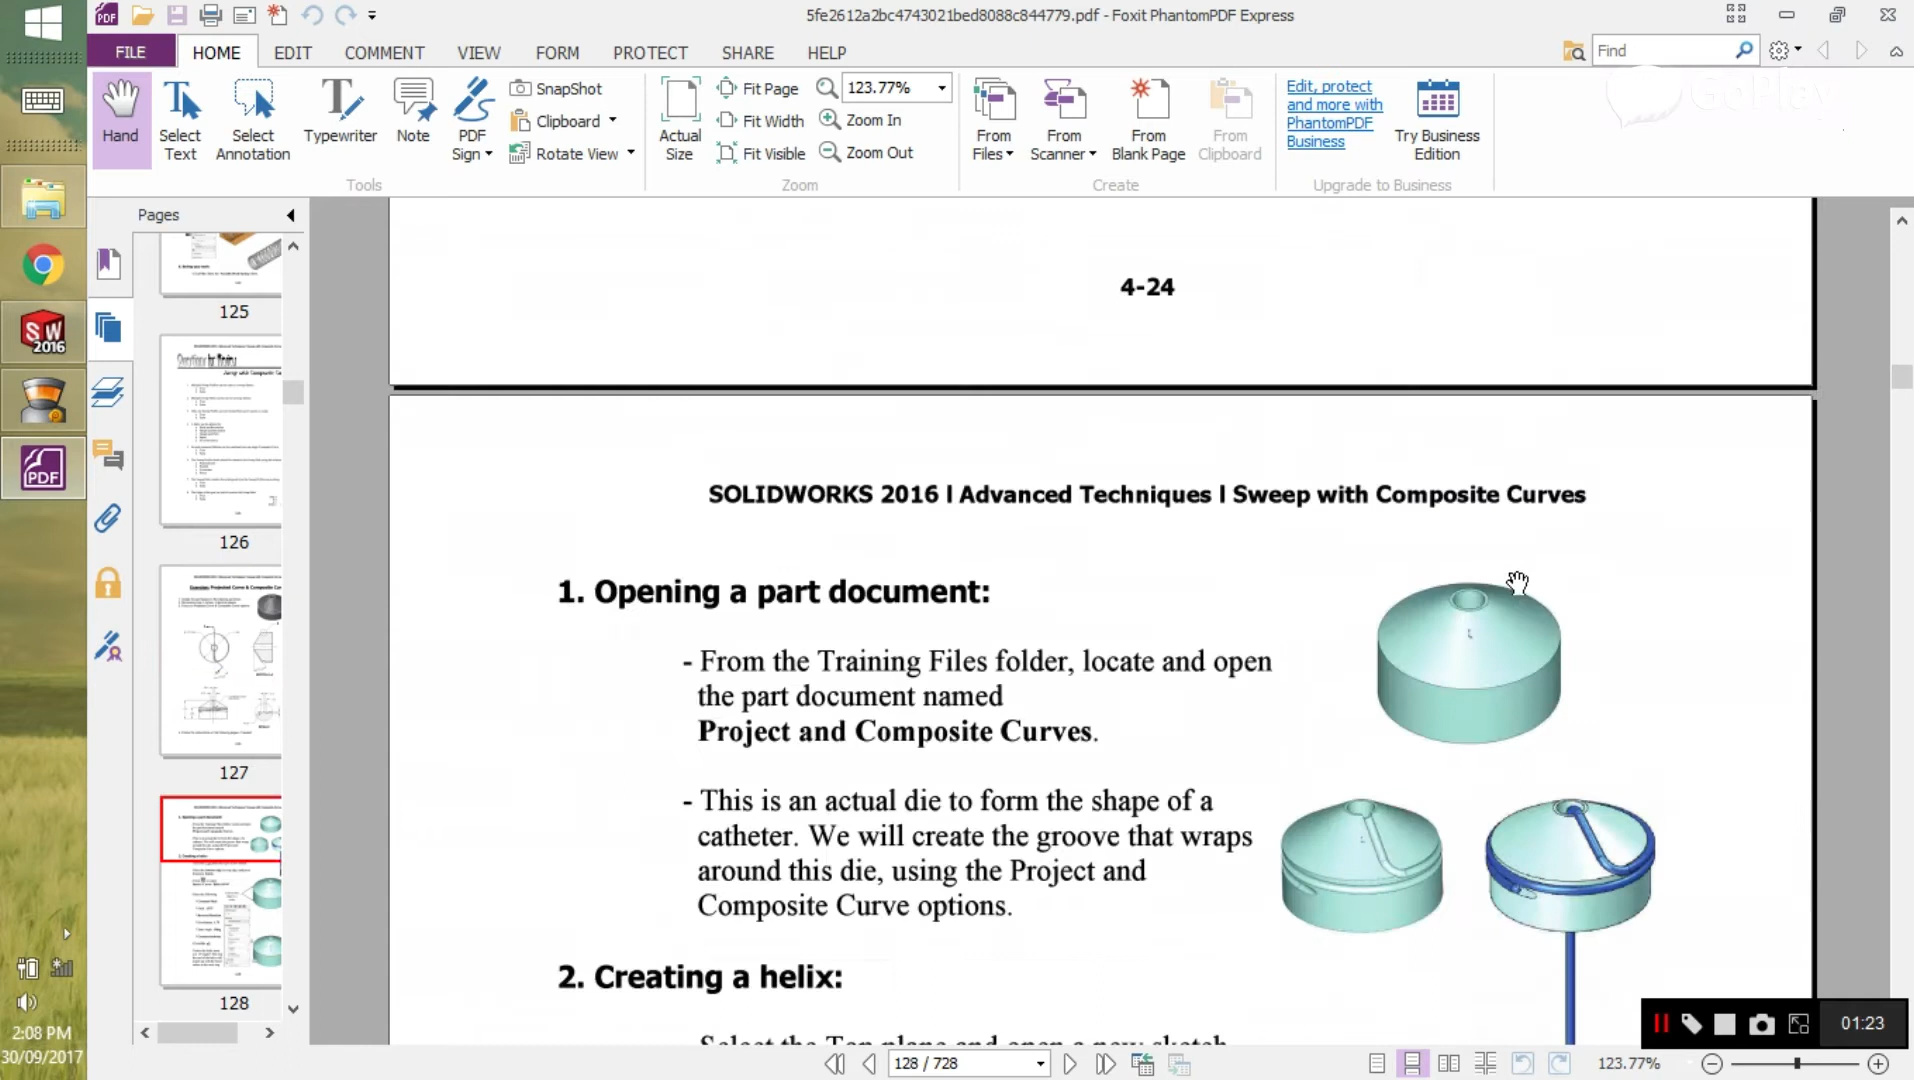 5fe2612a2bc4743021bed8088c844779.pdf - Foxit PhantomPDF Express
FILE HOME EDIT COMMENT VIEW FORM PROTECT SHARE HELP
Find
Hand
Select Text
Select Annotation
Typewriter
Note
PDF Sign
SnapShot
Clipboard
Rotate View
Tools
Actual Size
Fit Page
Fit Width
Fit Visible
123.77%
Zoom In
Zoom Out
Zoom
From Files
From Scanner
From Blank Page
From Clipboard
Create
Edit, protect
and more with
PhantomPDF
Business
Try Business Edition
Upgrade to Business
GoPlay
Pages
125
126
127
128
4-24
SOLIDWORKS 2016 l Advanced Techniques l Sweep with Composite Curves
1. Opening a part document:
- From the Training Files folder, locate and open
the part document named
Project and Composite Curves.
- This is an actual die to form the shape of a
catheter. We will create the groove that wraps
around this die, using the Project and
Composite Curve options.
2. Creating a helix:
SW
2016
PDF
PDF
2:08 PM
30/09/2017
128 / 728
123.77%
01:23